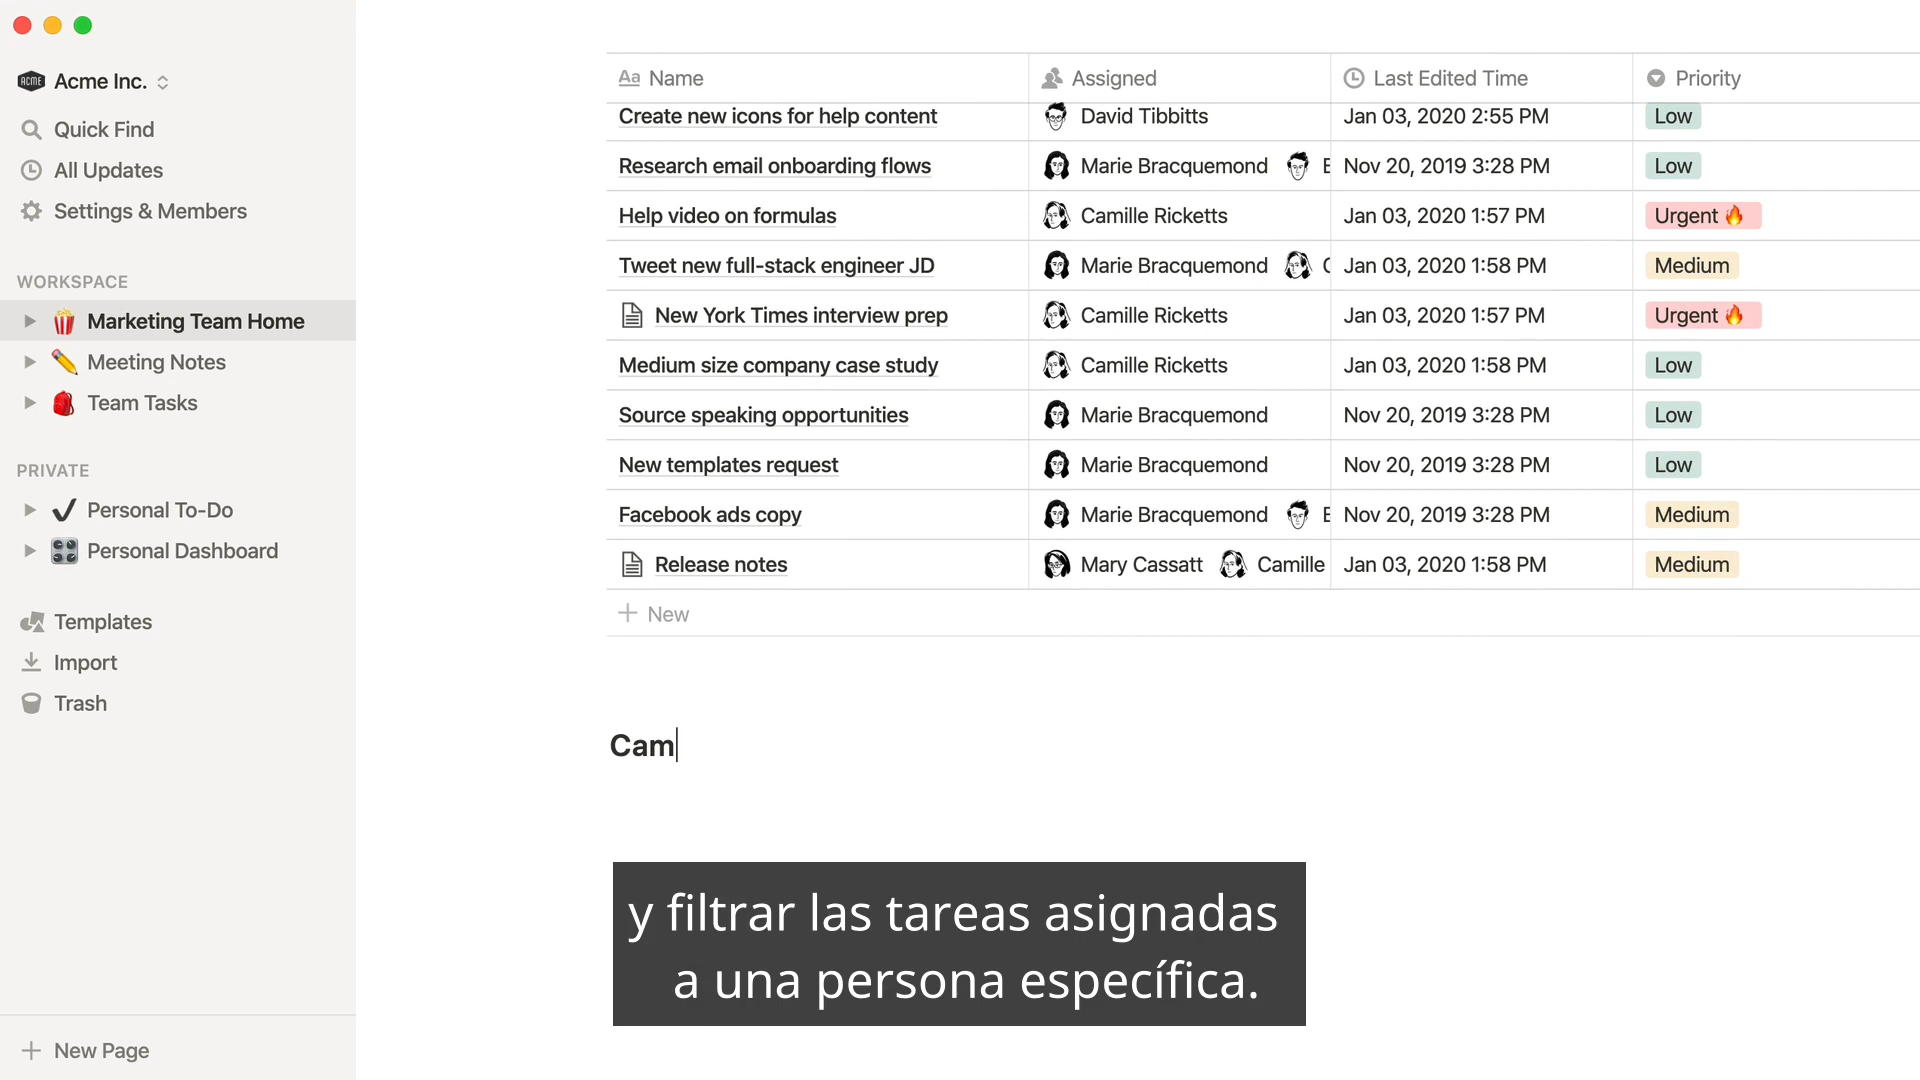 Acme Inc.
Quick Find
All Updates
Settings & Members
WORKSPACE
Marketing Team Home
Meeting Notes
Team Tasks
PRIVATE
Personal To-Do
Personal Dashboard
Templates
Import
Trash
New Page
Aa Name Assigned Last Edited Time Priority
Create new icons for help content David Tibbitts Jan 03, 2020 2:55 PM Low
Research email onboarding flows Marie Bracquemond Nov 20, 2019 3:28 PM Low
Help video on formulas Camille Ricketts Jan 03, 2020 1:57 PM Urgent 🔥
Tweet new full-stack engineer JD Marie Bracquemond Jan 03, 2020 1:58 PM Medium
New York Times interview prep Camille Ricketts Jan 03, 2020 1:57 PM Urgent 🔥
Medium size company case study Camille Ricketts Jan 03, 2020 1:58 PM Low
Source speaking opportunities Marie Bracquemond Nov 20, 2019 3:28 PM Low
New templates request Marie Bracquemond Nov 20, 2019 3:28 PM Low
Facebook ads copy Marie Bracquemond Nov 20, 2019 3:28 PM Medium
Release notes Mary Cassatt Camille Jan 03, 2020 1:58 PM Medium
New
Cam
y filtrar las tareas asignadas
a una persona específica.